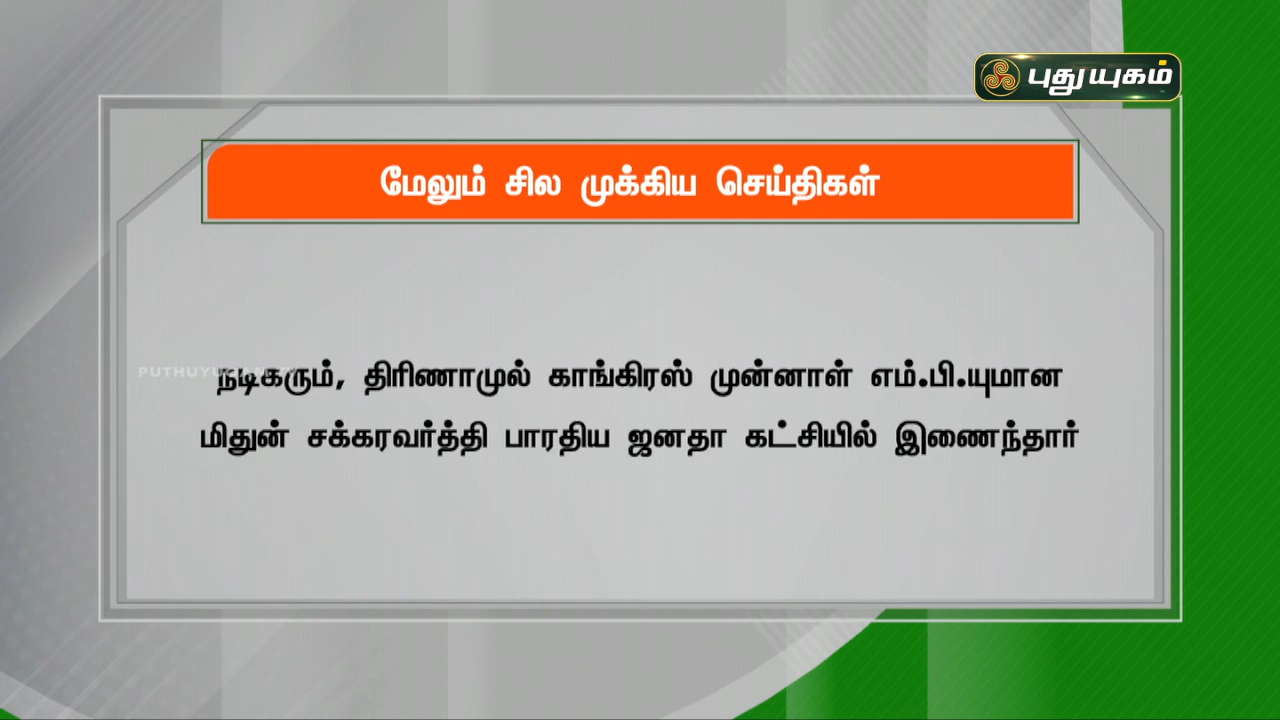 புதுயுகம்
மேலும் சில முக்கிய செய்திகள்
நடிகரும், திரிணாமுல் காங்கிரஸ் முன்னாள் எம்.பி.யுமான
மிதுன் சக்கரவர்த்தி பாரதிய ஜனதா கட்சியில் இணைந்தார்